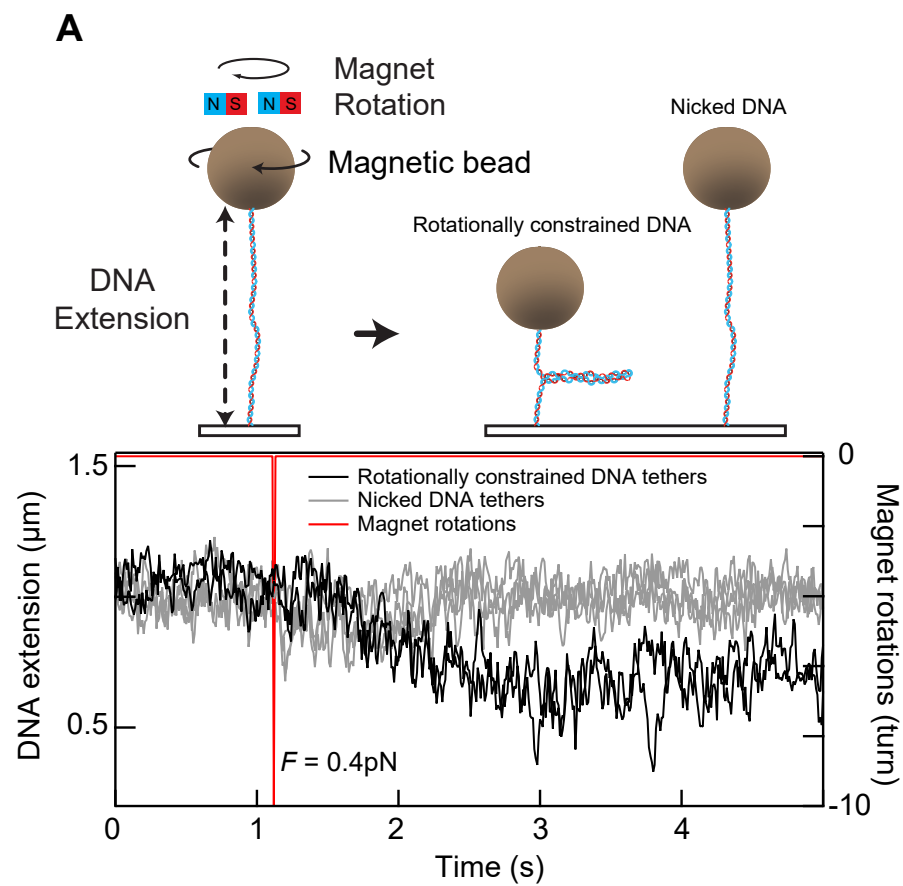 A
Magnet
Rotation
N S N S
Nicked DNA
Magnetic bead
Rotationally constrained DNA
DNA
Extension
1.5
0
Rotationally constrained DNA tethers
Nicked DNA tethers
Magnet rotations
DNA extension (μm)
Magnet rotations (turn)
0.5
F = 0.4pN
-10
0 1 2 3 4
Time (s)